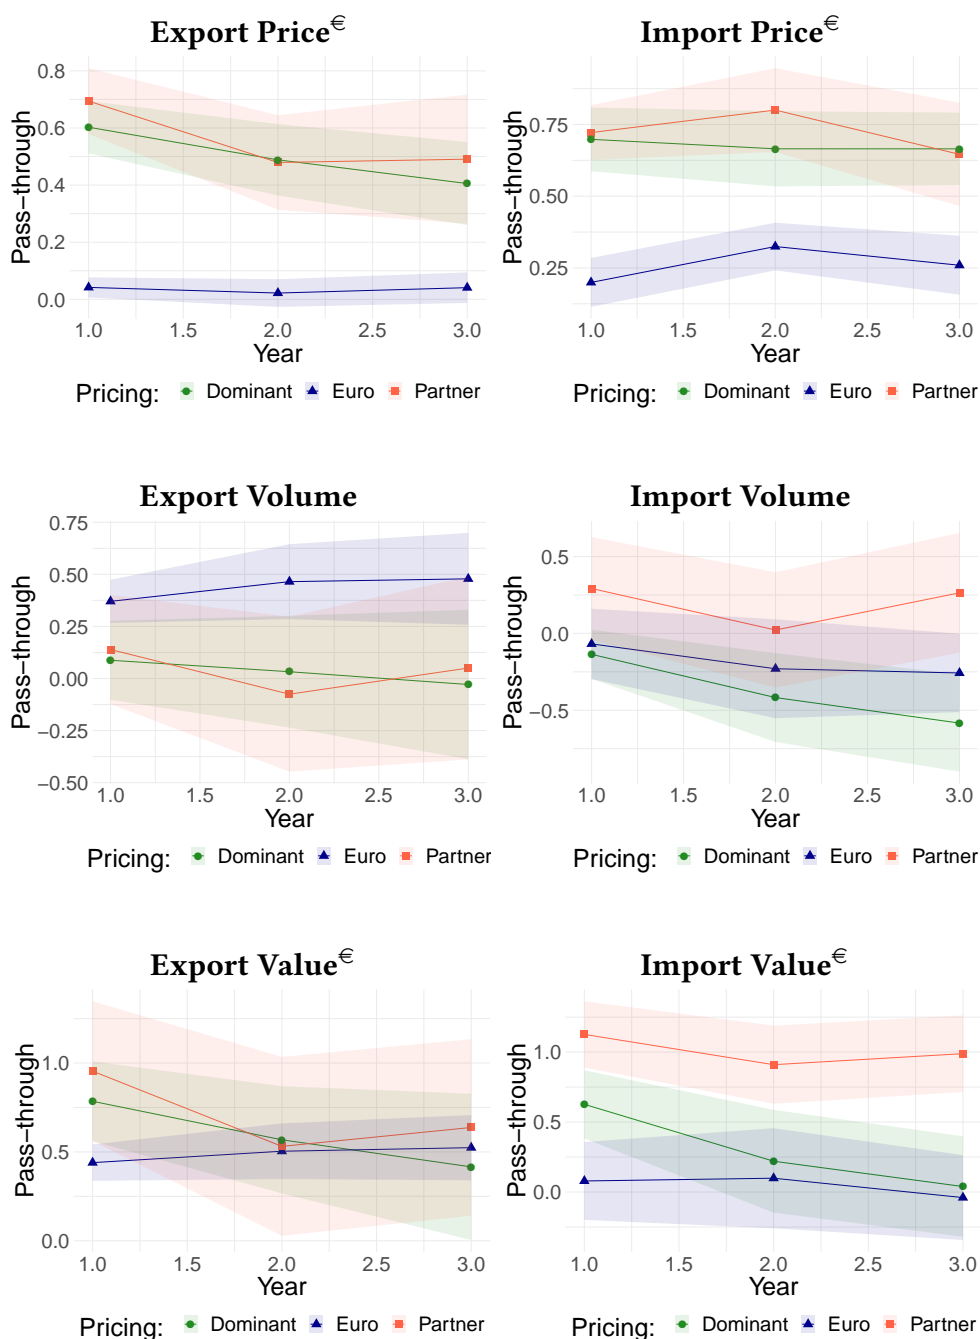 Export Price€
Pass−through
0.8
0.6
0.4
0.2
0.0
1.0 1.5 2.0 2.5 3.0
Year
Pricing: Dominant Euro Partner
Import Price€
Pass−through
0.75
0.50
0.25
1.0 1.5 2.0 2.5 3.0
Year
Pricing: Dominant Euro Partner
Export Volume
Pass−through
0.75
0.50
0.25
0.00
−0.25
−0.50
1.0 1.5 2.0 2.5 3.0
Year
Pricing: Dominant Euro Partner
Import Volume
Pass−through
0.5
0.0
−0.5
1.0 1.5 2.0 2.5 3.0
Year
Pricing: Dominant Euro Partner
Export Value€
Pass−through
1.0
0.5
0.0
1.0 1.5 2.0 2.5 3.0
Year
Pricing: Dominant Euro Partner
Import Value€
Pass−through
1.0
0.5
0.0
1.0 1.5 2.0 2.5 3.0
Year
Pricing: Dominant Euro Partner